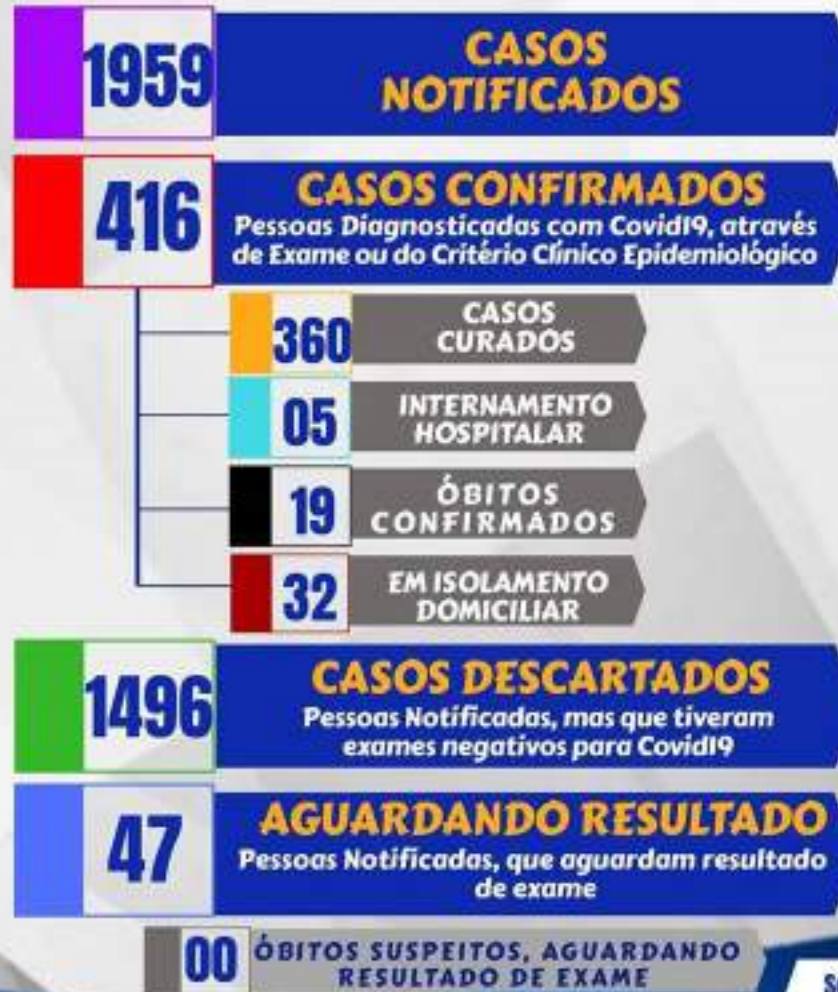 1959
CASOS
NOTIFICADOS
416
CASOS CONFIRMADOS
Pessoas Diagnosticadas com Covid19, através
de Exame ou do Critério Clínico Epidemiológico
360
CASOS
CURADOS
05
INTERNAMENTO
HOSPITALAR
19
ÓBITOS
CONFIRMADOS
32
EM ISOLAMENTO
DOMICILIAR
1496
CASOS DESCARTADOS
Pessoas Notificadas, mas que tiveram
exames negativos para Covid19
47
AGUARDANDO RESULTADO
Pessoas Notificadas, que aguardam resultado
de exame
00
ÓBITOS SUSPEITOS, AGUARDANDO
RESULTADO DE EXAME